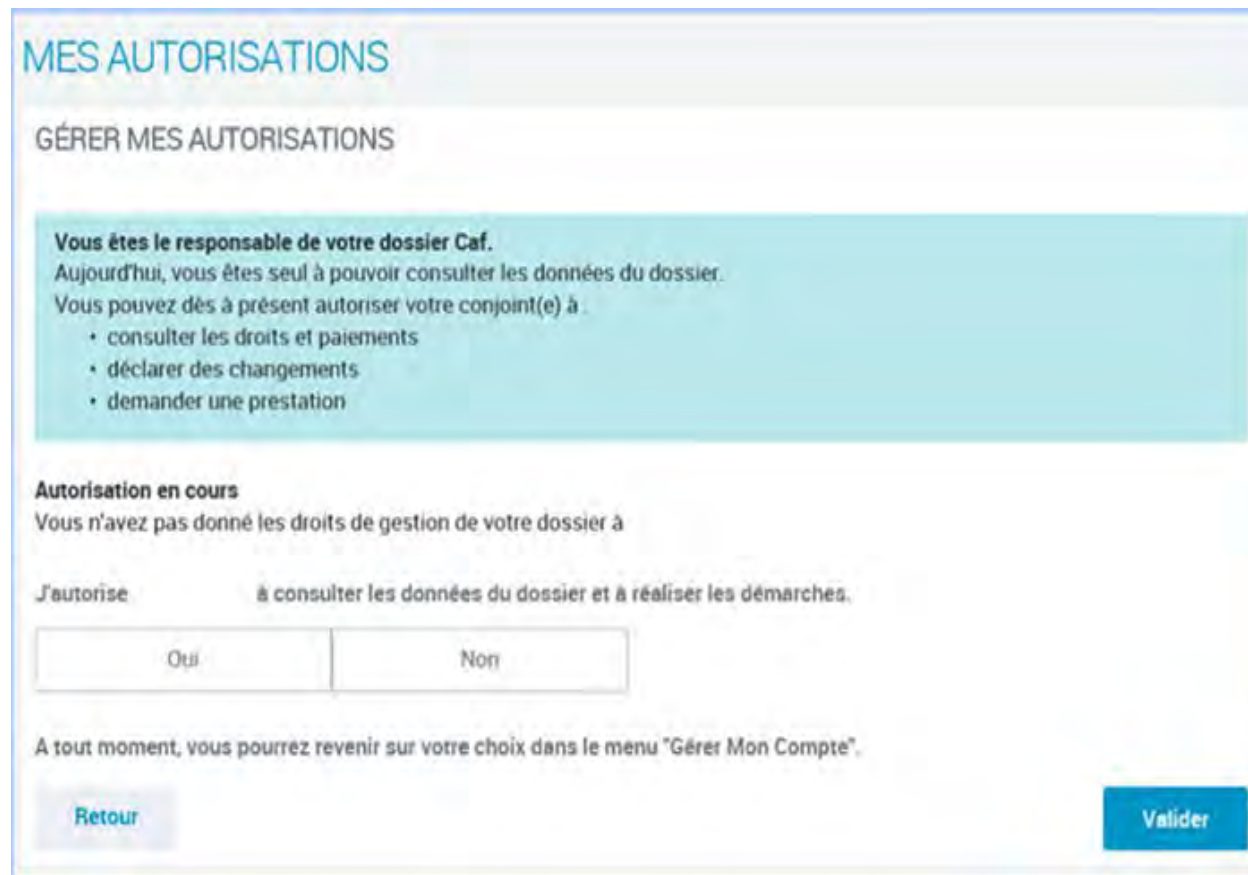 MES AUTORISATIONS
GÉRER MES AUTORISATIONS
Vous êtes le responsable de votre dossier Caf.
Aujourd'hui, vous êtes seul à pouvoir consulter les données du dossier.
Vous pouvez dès à présent autoriser votre conjoint(e) à :
• consulter les droits et paiements
• déclarer des changements
• demander une prestation
Autorisation en cours
Vous n'avez pas donné les droits de gestion de votre dossier à
J'autorise à consulter les données du dossier et à réaliser les démarches.
Oui Non
A tout moment, vous pourrez revenir sur votre choix dans le menu "Gérer Mon Compte".
Retour Valider